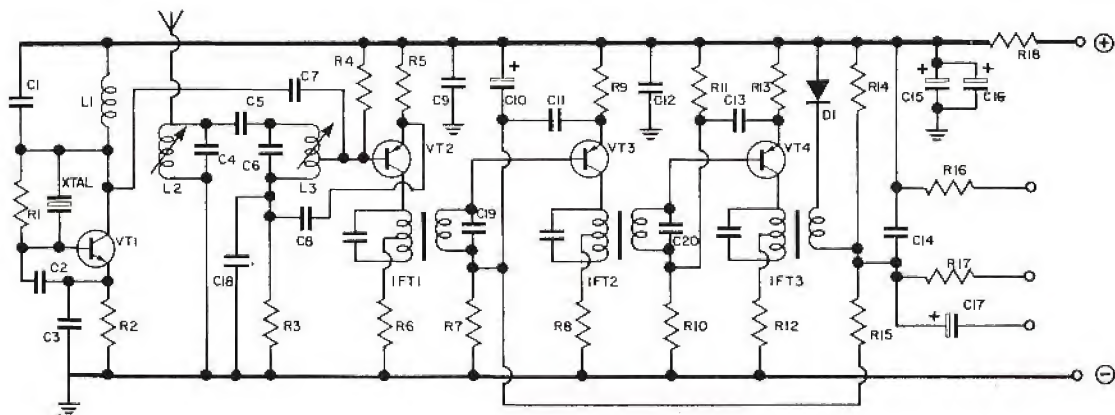 C1
L1
XTAL
R1
VT1
C2
C3
R2
L2
C4
C5
C6
C7
L3
C8
C18
R3
R4
R5
VT2
IFT1
R6
C9
C10
C19
R7
C11
R9
VT3
IFT2
R8
C12
C20
R10
R11
C13
R13
VT4
IFT3
R12
D1
R14
R15
C14
R16
R17
C17
+
C15
C16
R18
+
+
+
+
−